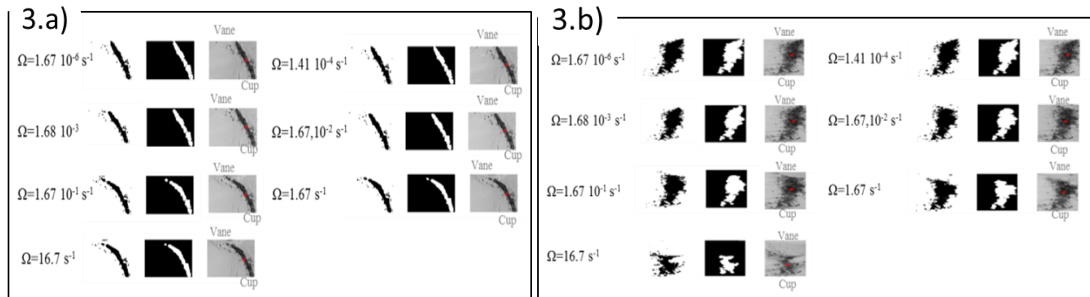 3.a)
Vane
Ω=1.67 10⁻⁶ s⁻¹
Cup
Vane
Ω=1.41 10⁻⁴ s⁻¹
Cup
Vane
Ω=1.68 10⁻³
Cup
Vane
Ω=1.67,10⁻² s⁻¹
Cup
Vane
Ω=1.67 10⁻¹ s⁻¹
Cup
Vane
Ω=1.67 s⁻¹
Cup
Vane
Ω=16.7 s⁻¹
Cup
3.b)
Vane
Ω=1.67 10⁻⁶ s⁻¹
Cup
Vane
Ω=1.41 10⁻⁴ s⁻¹
Cup
Vane
Ω=1.68 10⁻³ s⁻¹
Cup
Vane
Ω=1.67,10⁻² s⁻¹
Cup
Vane
Ω=1.67 10⁻¹ s⁻¹
Cup
Vane
Ω=1.67 s⁻¹
Cup
Vane
Ω=16.7 s⁻¹
Cup